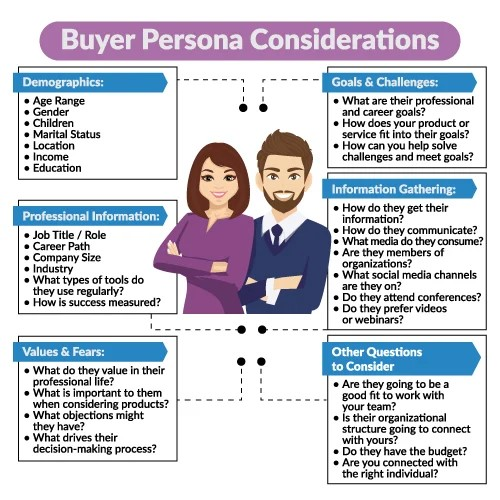 Buyer Persona Considerations
Demographics:
• Age Range
• Gender
• Children
• Marital Status
• Location
• Income
• Education
Professional Information:
• Job Title / Role
• Career Path
• Company Size
• Industry
• What types of tools do
they use regularly?
• How is success measured?
Values & Fears:
• What do they value in their
professional life?
• What is important to them
when considering products?
• What objections might
they have?
• What drives their
decision-making process?
Goals & Challenges:
• What are their professional
and career goals?
• How does your product or
service fit into their goals?
• How can you help solve
challenges and meet goals?
Information Gathering:
• How do they get their
information?
• How do they communicate?
• What media do they consume?
• Are they members of
organizations?
• What social media channels
are they on?
• Do they attend conferences?
• Do they prefer videos
or webinars?
Other Questions
to Consider
• Are they going to be a
good fit to work with
your team?
• Is their organizational
structure going to connect
with yours?
• Do they have the budget?
• Are you connected with
the right individual?